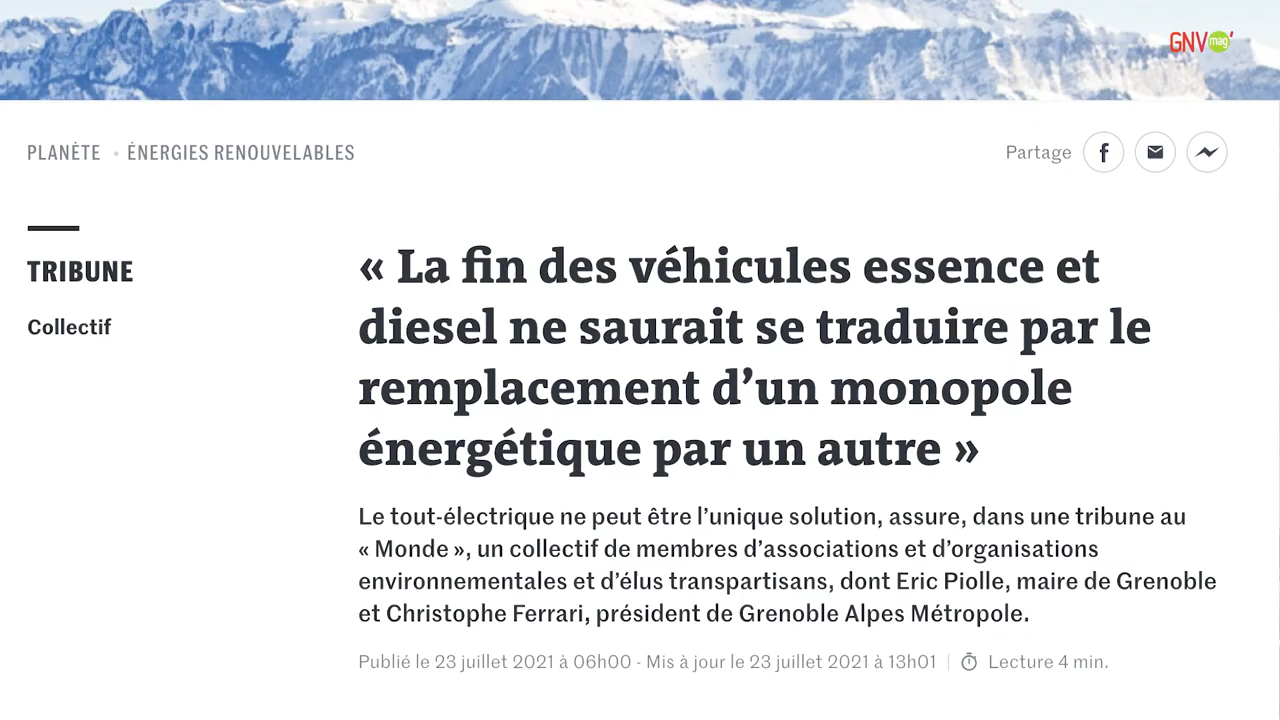 GNV mag'
PLANÈTE • ÉNERGIES RENOUVELABLES
Partage
TRIBUNE
Collectif
« La fin des véhicules essence et
diesel ne saurait se traduire par le
remplacement d’un monopole
énergétique par un autre »
Le tout-électrique ne peut être l’unique solution, assure, dans une tribune au
« Monde », un collectif de membres d’associations et d’organisations
environnementales et d’élus transpartisans, dont Eric Piolle, maire de Grenoble
et Christophe Ferrari, président de Grenoble Alpes Métropole.
Publié le 23 juillet 2021 à 06h00 - Mis à jour le 23 juillet 2021 à 13h01 | Lecture 4 min.